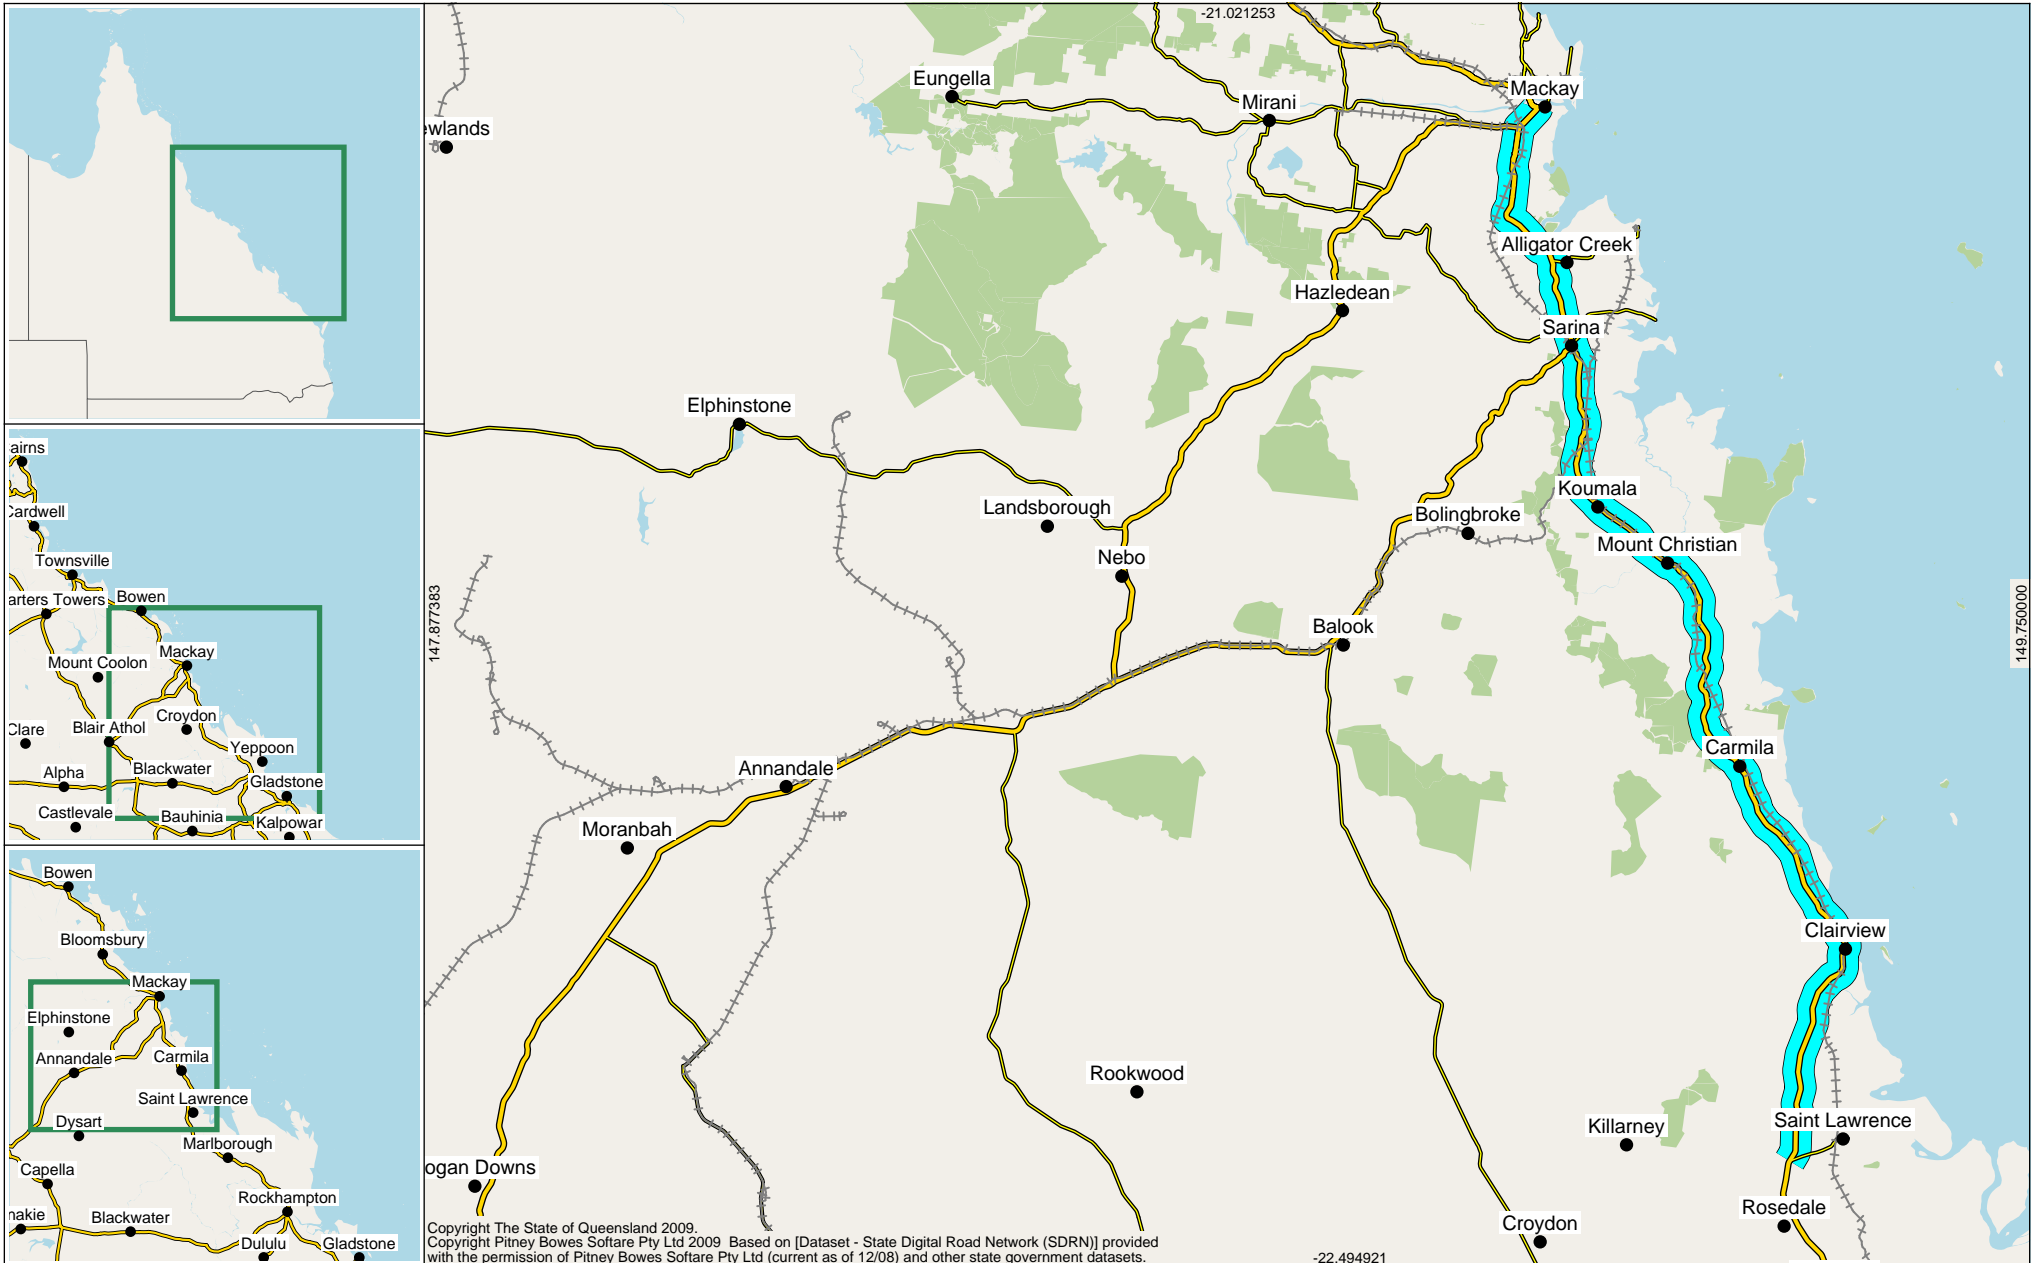 airns
Cardwell
Townsville
arters Towers
Bowen
Mount Coolon
Mackay
Clare
Blair Athol
Croydon
Yeppoon
Alpha
Blackwater
Gladstone
Castlevale
Bauhinia
Kalpowar
Bowen
Bloomsbury
Mackay
Elphinstone
Annandale
Carmila
Saint Lawrence
Dysart
Marlborough
Capella
Rockhampton
nakie
Blackwater
Dululu
Gladstone
-21.021253
Eungella
Mackay
Mirani
ewlands
Alligator Creek
Hazledean
Sarina
Elphinstone
Koumala
Landsborough
Bolingbroke
Mount Christian
Nebo
147.877383
149.750000
Balook
Carmila
Annandale
Moranbah
Clairview
Rookwood
Saint Lawrence
Killarney
ogan Downs
Rosedale
Croydon
Copyright The State of Queensland 2009.
Copyright Pitney Bowes Softare Pty Ltd 2009 Based on [Dataset - State Digital Road Network (SDRN)] provided
with the permission of Pitney Bowes Softare Pty Ltd (current as of 12/08) and other state government datasets.
-22.494921